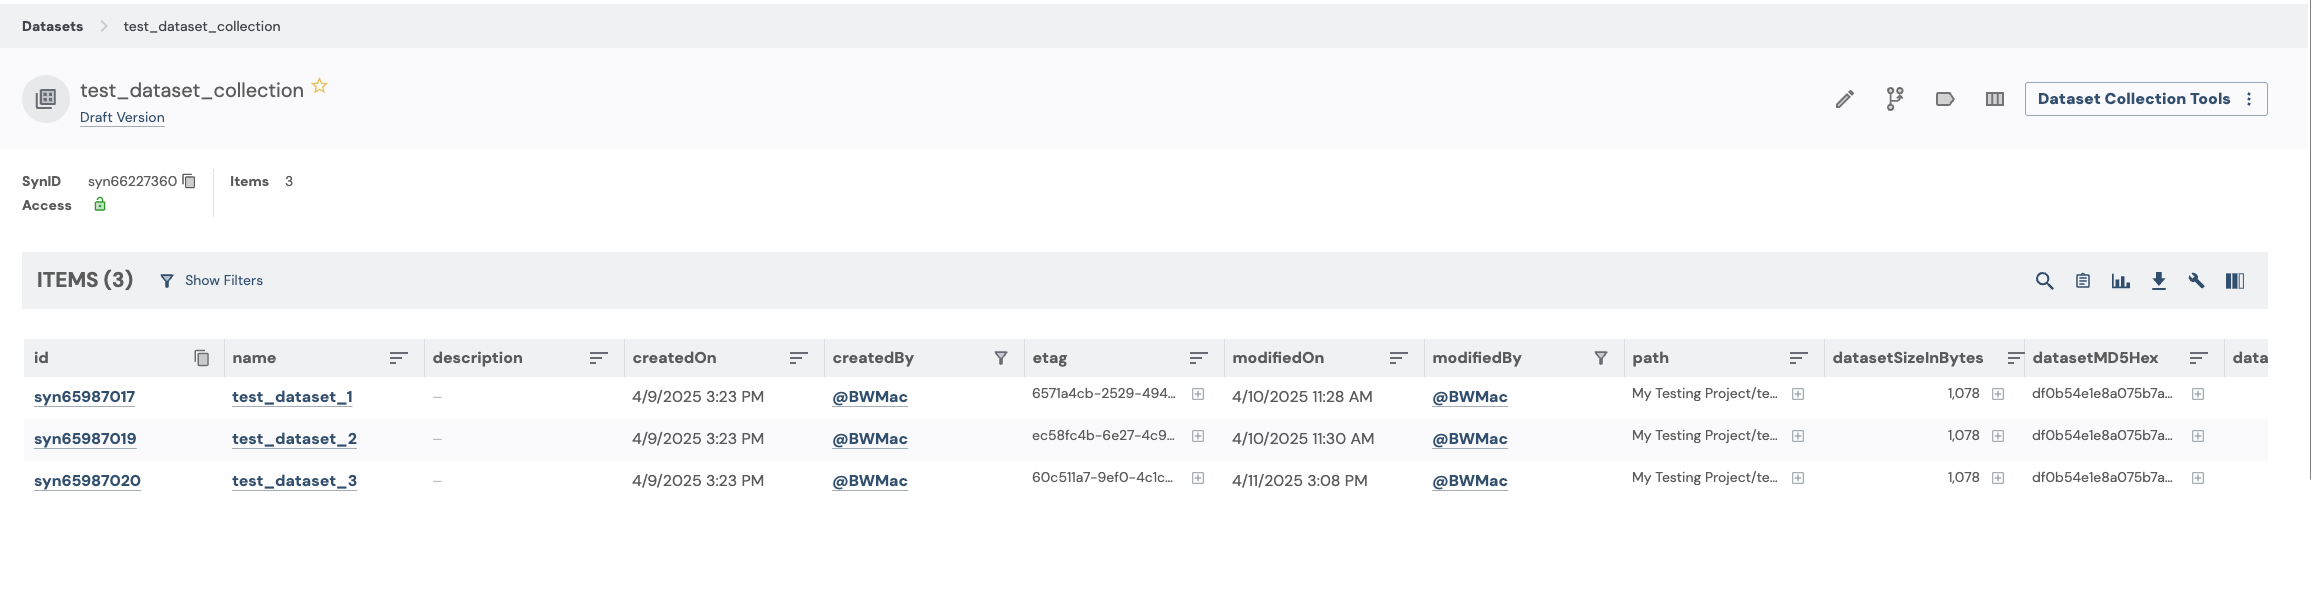 Datasets > test_dataset_collection
test_dataset_collection
Draft Version
Dataset Collection Tools
SynID syn66227360 Items 3
Access
ITEMS (3) Show Filters
id name description createdOn createdBy etag modifiedOn modifiedBy path datasetSizeInBytes datasetMD5Hex data
syn65987017 test_dataset_1 – 4/9/2025 3:23 PM @BWMac 6571a4cb-2529-494... 4/10/2025 11:28 AM @BWMac My Testing Project/te... 1,078 df0b54e1e8a075b7a...
syn65987019 test_dataset_2 – 4/9/2025 3:23 PM @BWMac ec58fc4b-6e27-4c9... 4/10/2025 11:30 AM @BWMac My Testing Project/te... 1,078 df0b54e1e8a075b7a...
syn65987020 test_dataset_3 – 4/9/2025 3:23 PM @BWMac 60c511a7-9ef0-4c1c... 4/11/2025 3:08 PM @BWMac My Testing Project/te... 1,078 df0b54e1e8a075b7a...